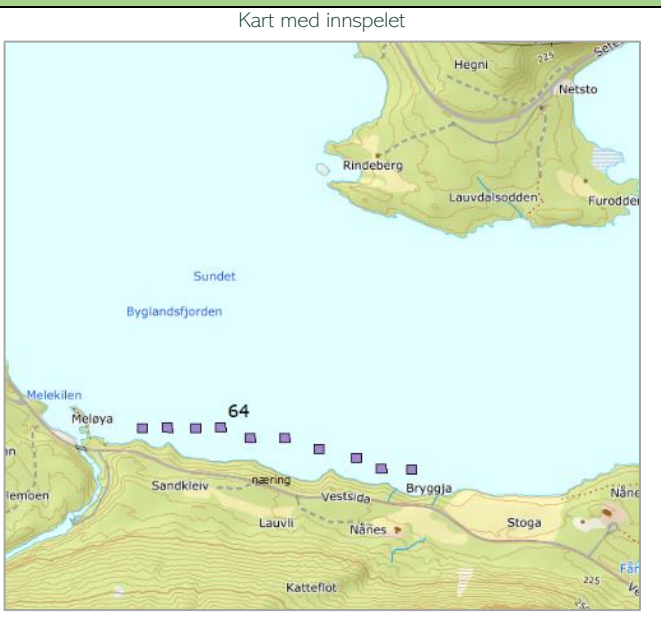 Kart med innspelet
Hegni
225
Netsto
Rindeberg
Lauvdalsodden
Sundet
Byglandsfjorden
Melekilen
64
Meløya
Sandkleiv
næring
Vestsida
Bryggja
Lauvli
Nånes
Stoga
Katteflot
225